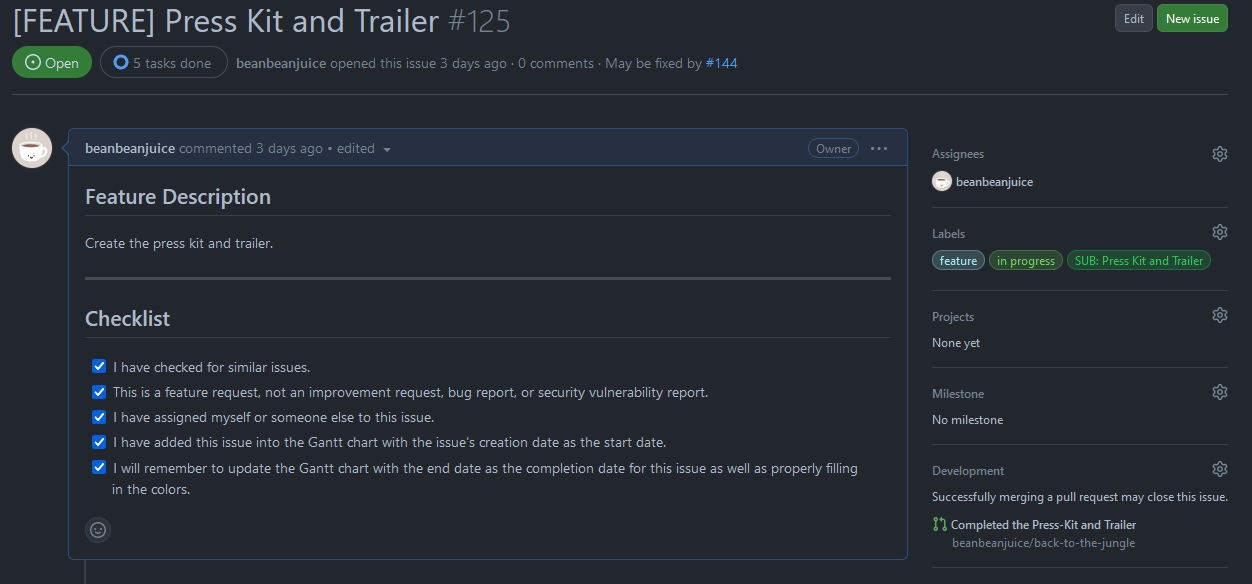 [FEATURE] Press Kit and Trailer #125
Edit
New issue
Open
5 tasks done
beanbeanjuice opened this issue 3 days ago · 0 comments · May be fixed by #144
beanbeanjuice commented 3 days ago • edited
Owner
Feature Description
Create the press kit and trailer.
Checklist
I have checked for similar issues.
This is a feature request, not an improvement request, bug report, or security vulnerability report.
I have assigned myself or someone else to this issue.
I have added this issue into the Gantt chart with the issue's creation date as the start date.
I will remember to update the Gantt chart with the end date as the completion date for this issue as well as properly filling
in the colors.
Assignees
beanbeanjuice
Labels
feature
in progress
SUB: Press Kit and Trailer
Projects
None yet
Milestone
No milestone
Development
Successfully merging a pull request may close this issue.
Completed the Press-Kit and Trailer
beanbeanjuice/back-to-the-jungle